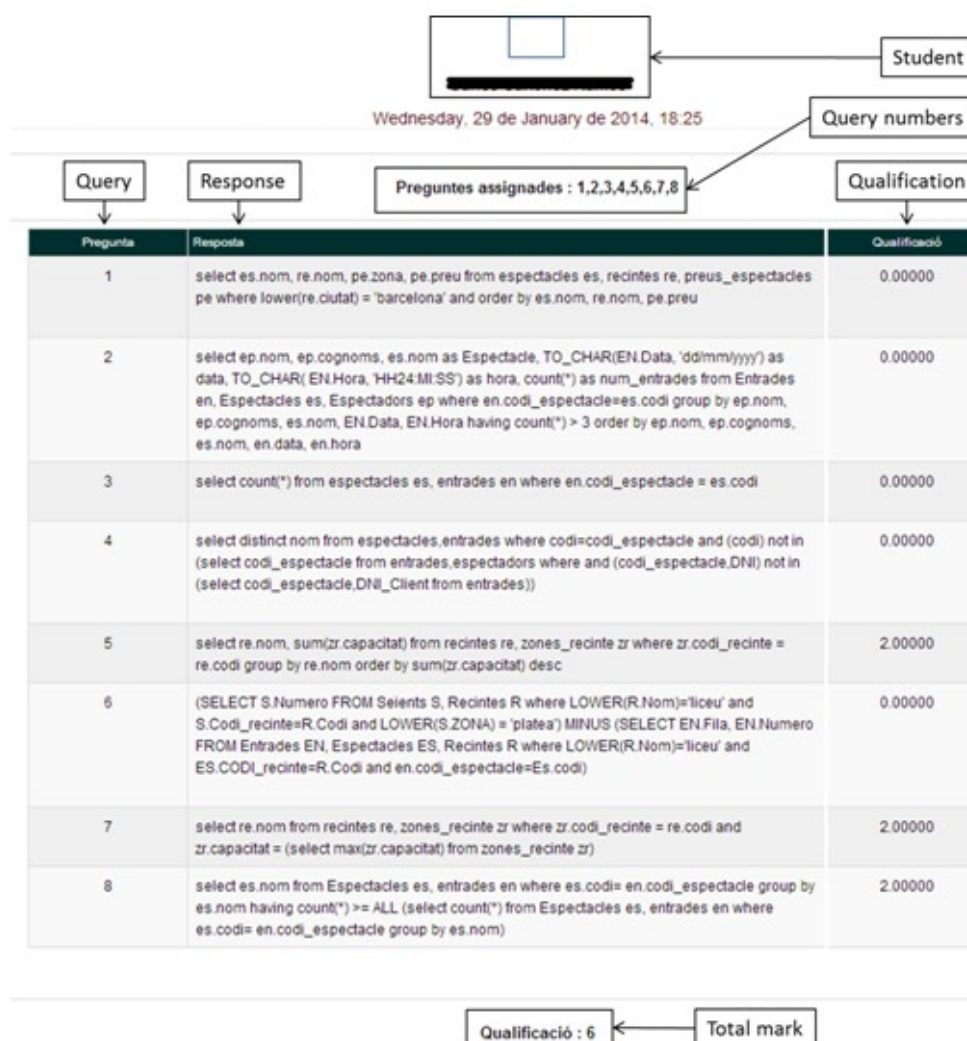 Student
Wednesday, 29 de January de 2014, 18:25
Query numbers
Query
Response
Preguntes assignades : 1,2,3,4,5,6,7,8
Qualification
Pregunta
Resposta
Qualificació
1
select es.nom, re.nom, pe.zona, pe.preu from espectacles es, recintes re, preus_espectacles
pe where lower(re.ciutat) = 'barcelona' and order by es.nom, re.nom, pe.preu
0.00000
2
select ep.nom, ep.cognoms, es.nom as Espectacle, TO_CHAR(EN.Data, 'dd/mm/yyyy') as
data, TO_CHAR( EN.Hora, 'HH24:MI:SS') as hora, count(*) as num_entrades from Entrades
en, Espectacles es, Espectadors ep where en.codi_espectacle=es.codi group by ep.nom,
ep.cognoms, es.nom, EN.Data, EN.Hora having count(*) > 3 order by ep.nom, ep.cognoms,
es.nom, en.data, en.hora
0.00000
3
select count(*) from espectacles es, entrades en where en.codi_espectacle = es.codi
0.00000
4
select distinct nom from espectacles,entrades where codi=codi_espectacle and (codi) not in
(select codi_espectacle from entrades,espectadors where and (codi_espectacle,DNI) not in
(select codi_espectacle,DNI_Client from entrades))
0.00000
5
select re.nom, sum(zr.capacitat) from recintes re, zones_recinte zr where zr.codi_recinte =
re.codi group by re.nom order by sum(zr.capacitat) desc
2.00000
6
(SELECT S.Numero FROM Seients S, Recintes R where LOWER(R.Nom)='liceu' and
S.Codi_recinte=R.Codi and LOWER(S.ZONA) = 'platea') MINUS (SELECT EN.Fila, EN.Numero
FROM Entrades EN, Espectacles ES, Recintes R where LOWER(R.Nom)='liceu' and
ES.CODI_recinte=R.Codi and en.codi_espectacle=Es.codi)
0.00000
7
select re.nom from recintes re, zones_recinte zr where zr.codi_recinte = re.codi and
zr.capacitat = (select max(zr.capacitat) from zones_recinte zr)
2.00000
8
select es.nom from Espectacles es, entrades en where es.codi= en.codi_espectacle group by
es.nom having count(*) >= ALL (select count(*) from Espectacles es, entrades en where
es.codi= en.codi_espectacle group by es.nom)
2.00000
Qualificació : 6
Total mark